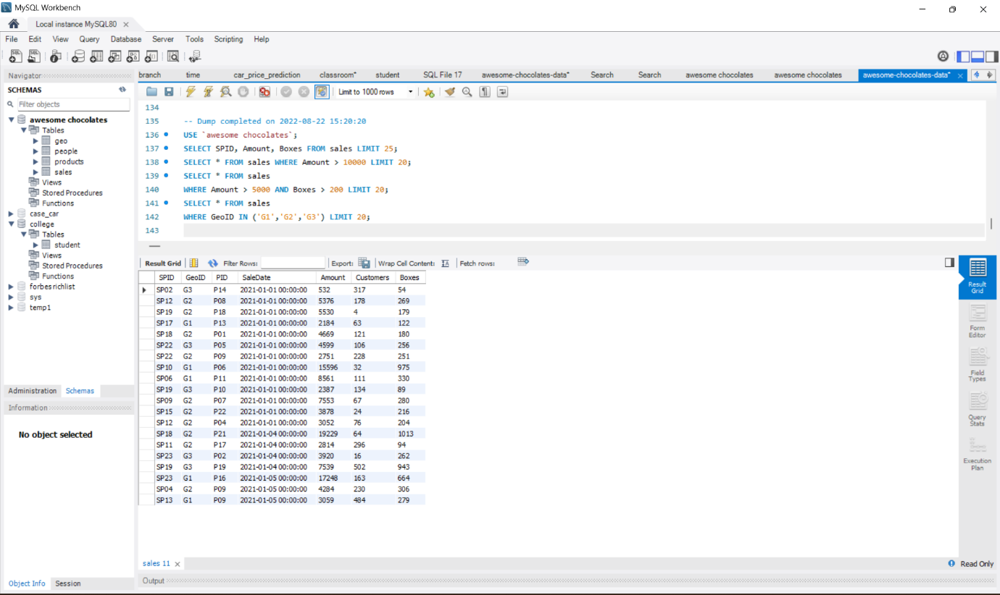 MySQL Workbench
Local instance MySQL80
File Edit View Query Database Server Tools Scripting Help
Navigator
SCHEMAS
Filter objects
awesome chocolates
Tables
geo
people
products
sales
Views
Stored Procedures
Functions
case_car
college
Tables
student
Views
Stored Procedures
Functions
forbes richlist
sys
temp1
Administration Schemas
Information
No object selected
Object Info Session
branch time car_price_prediction classroom* student SQL File 17 awesome-chocolates-data* Search Search awesome chocolates awesome chocolates awesome-chocolates-data*
Limit to 1000 rows
134
135 -- Dump completed on 2022-08-22 15:20:20
136 USE `awesome chocolates`;
137 SELECT SPID, Amount, Boxes FROM sales LIMIT 25;
138 SELECT * FROM sales WHERE Amount > 10000 LIMIT 20;
139 SELECT * FROM sales
140 WHERE Amount > 5000 AND Boxes > 200 LIMIT 20;
141 SELECT * FROM sales
142 WHERE GeoID IN ('G1','G2','G3') LIMIT 20;
143
Result Grid Filter Rows: Export: Wrap Cell Content: Fetch rows:
SPID GeoID PID SaleDate Amount Customers Boxes
SP02 G3 P14 2021-01-01 00:00:00 532 317 54
SP12 G2 P08 2021-01-01 00:00:00 5376 178 269
SP19 G2 P18 2021-01-01 00:00:00 5530 4 179
SP17 G1 P13 2021-01-01 00:00:00 2184 63 122
SP18 G2 P01 2021-01-01 00:00:00 4669 121 180
SP22 G3 P05 2021-01-01 00:00:00 4599 106 256
SP22 G2 P09 2021-01-01 00:00:00 2751 228 251
SP10 G1 P06 2021-01-01 00:00:00 15596 32 975
SP06 G1 P11 2021-01-01 00:00:00 8561 111 330
SP19 G3 P10 2021-01-01 00:00:00 2387 134 89
SP09 G2 P07 2021-01-01 00:00:00 7553 67 280
SP15 G2 P22 2021-01-01 00:00:00 3878 24 216
SP12 G2 P04 2021-01-01 00:00:00 3052 76 204
SP18 G2 P21 2021-01-04 00:00:00 19229 64 1013
SP11 G2 P17 2021-01-04 00:00:00 2814 296 94
SP23 G3 P02 2021-01-04 00:00:00 3920 16 262
SP19 G3 P19 2021-01-04 00:00:00 7539 502 943
SP23 G1 P16 2021-01-05 00:00:00 17248 163 664
SP04 G2 P09 2021-01-05 00:00:00 4284 230 306
SP13 G1 P09 2021-01-05 00:00:00 3059 484 279
Result
Grid
Form
Editor
Field
Types
Query
Stats
Execution
Plan
sales 11
Read Only
Output